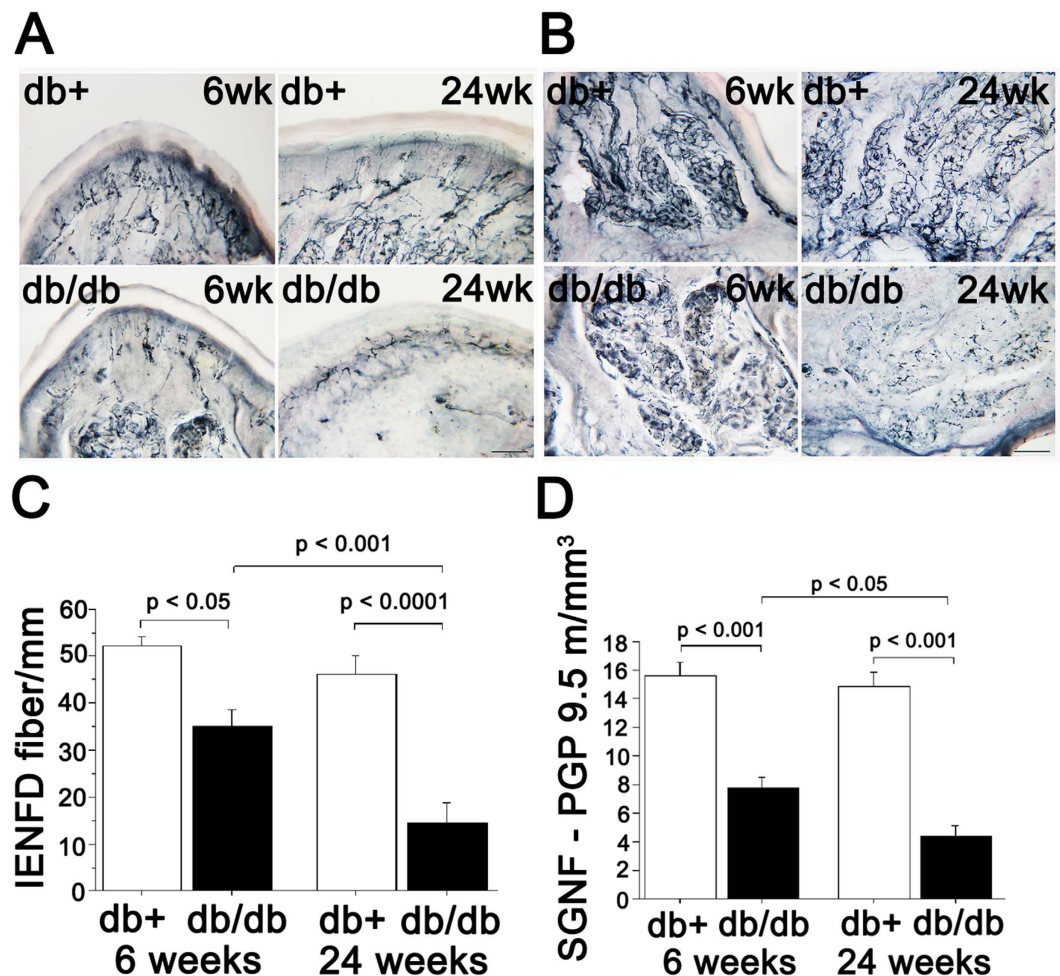 A
B
db+ 6wk db+ 24wk
db+ 6wk db+ 24wk
db/db 6wk db/db 24wk
db/db 6wk db/db 24wk
C
IENFD fiber/mm
p < 0.001
p < 0.05
p < 0.0001
60
50
40
30
20
10
0
db+ db/db db+ db/db
6 weeks 24 weeks
D
SGNF - PGP 9.5 m/mm³
p < 0.05
p < 0.001
p < 0.001
18
16
14
12
10
8
6
4
2
0
db+ db/db db+ db/db
6 weeks 24 weeks